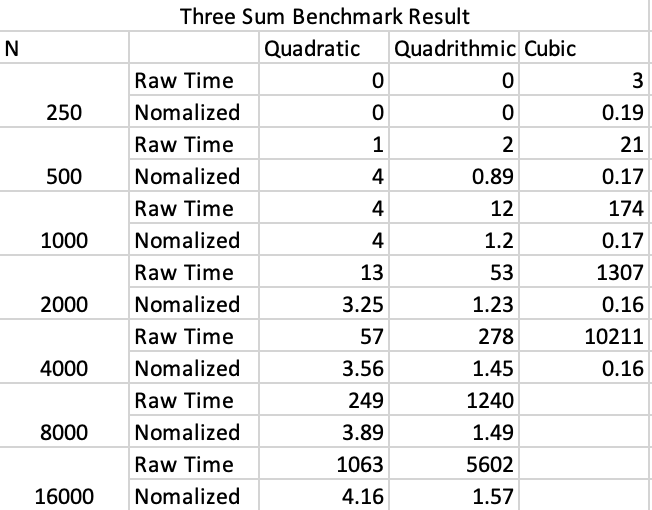 Three Sum Benchmark Result
N Quadratic Quadrithmic Cubic
Raw Time 0 0 3
250 Nomalized 0 0 0.19
Raw Time 1 2 21
500 Nomalized 4 0.89 0.17
Raw Time 4 12 174
1000 Nomalized 4 1.2 0.17
Raw Time 13 53 1307
2000 Nomalized 3.25 1.23 0.16
Raw Time 57 278 10211
4000 Nomalized 3.56 1.45 0.16
Raw Time 249 1240
8000 Nomalized 3.89 1.49
Raw Time 1063 5602
16000 Nomalized 4.16 1.57